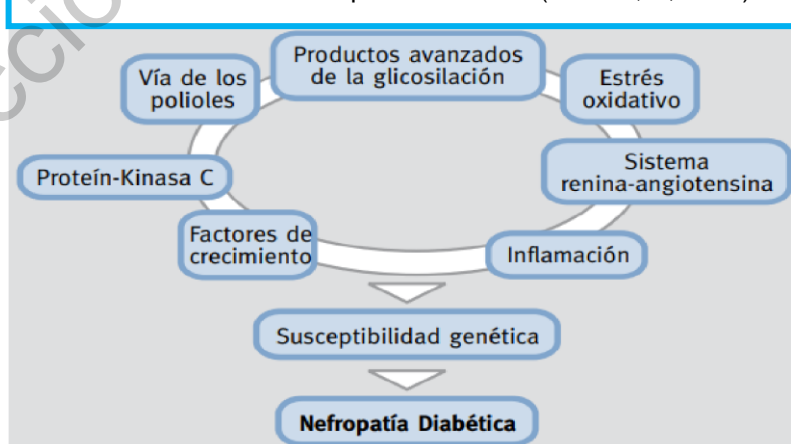 Productos avanzados
de la glicosilación
Vía de los
polioles
Estrés
oxidativo
Proteín-Kinasa C
Sistema
renina-angiotensina
Factores de
crecimiento
Inflamación
Susceptibilidad genética
Nefropatía Diabética